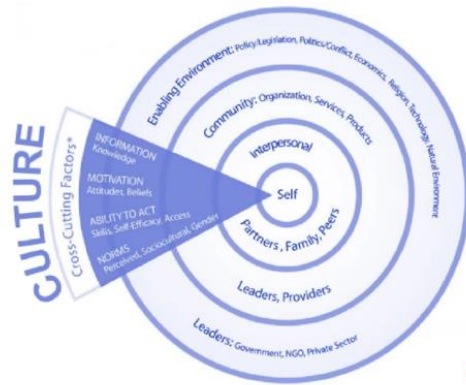 CULTURE
Cross-Cutting Factors*
INFORMATION
Knowledge
MOTIVATION
Attitudes, Beliefs
ABILITY TO ACT
Skills, Self-Efficacy, Access
NORMS
Perceived, Sociocultural, Gender
Enabling Environment: Policy/Legislation, Politics/Conflict, Economics, Religion, Technology, Natural Environment
Community: Organization, Services, Products
Interpersonal
Self
Partners, Family, Peers
Leaders, Providers
Leaders: Government, NGO, Private Sector